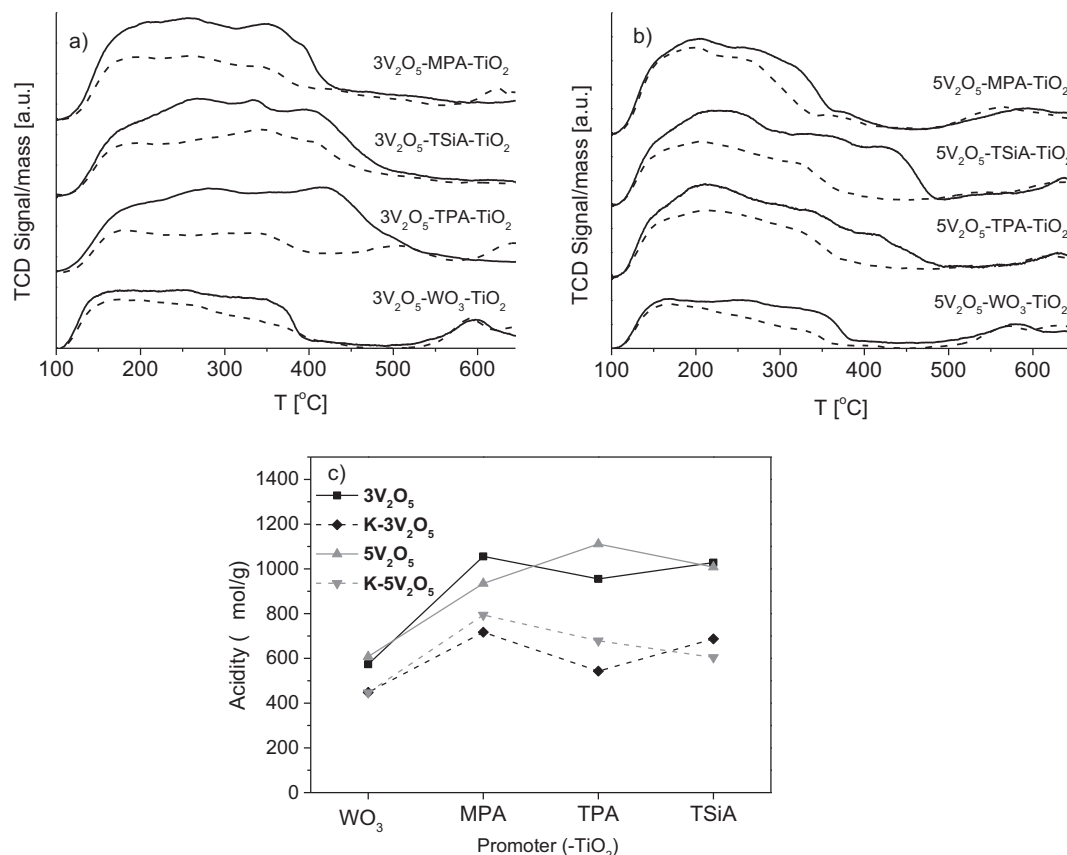 a)
3V₂O₅-MPA-TiO₂
3V₂O₅-TSiA-TiO₂
3V₂O₅-TPA-TiO₂
3V₂O₅-WO₃-TiO₂
TCD Signal/mass [a.u.]
100 200 300 400 500 600
T [°C]
b)
5V₂O₅-MPA-TiO₂
5V₂O₅-TSiA-TiO₂
5V₂O₅-TPA-TiO₂
5V₂O₅-WO₃-TiO₂
TCD Signal/mass [a.u.]
100 200 300 400 500 600
T [°C]
c)
3V₂O₅
K-3V₂O₅
5V₂O₅
K-5V₂O₅
Acidity ( mol/g)
1400
1200
1000
800
600
400
200
0
WO₃ MPA TPA TSiA
Promoter (-TiO₂)